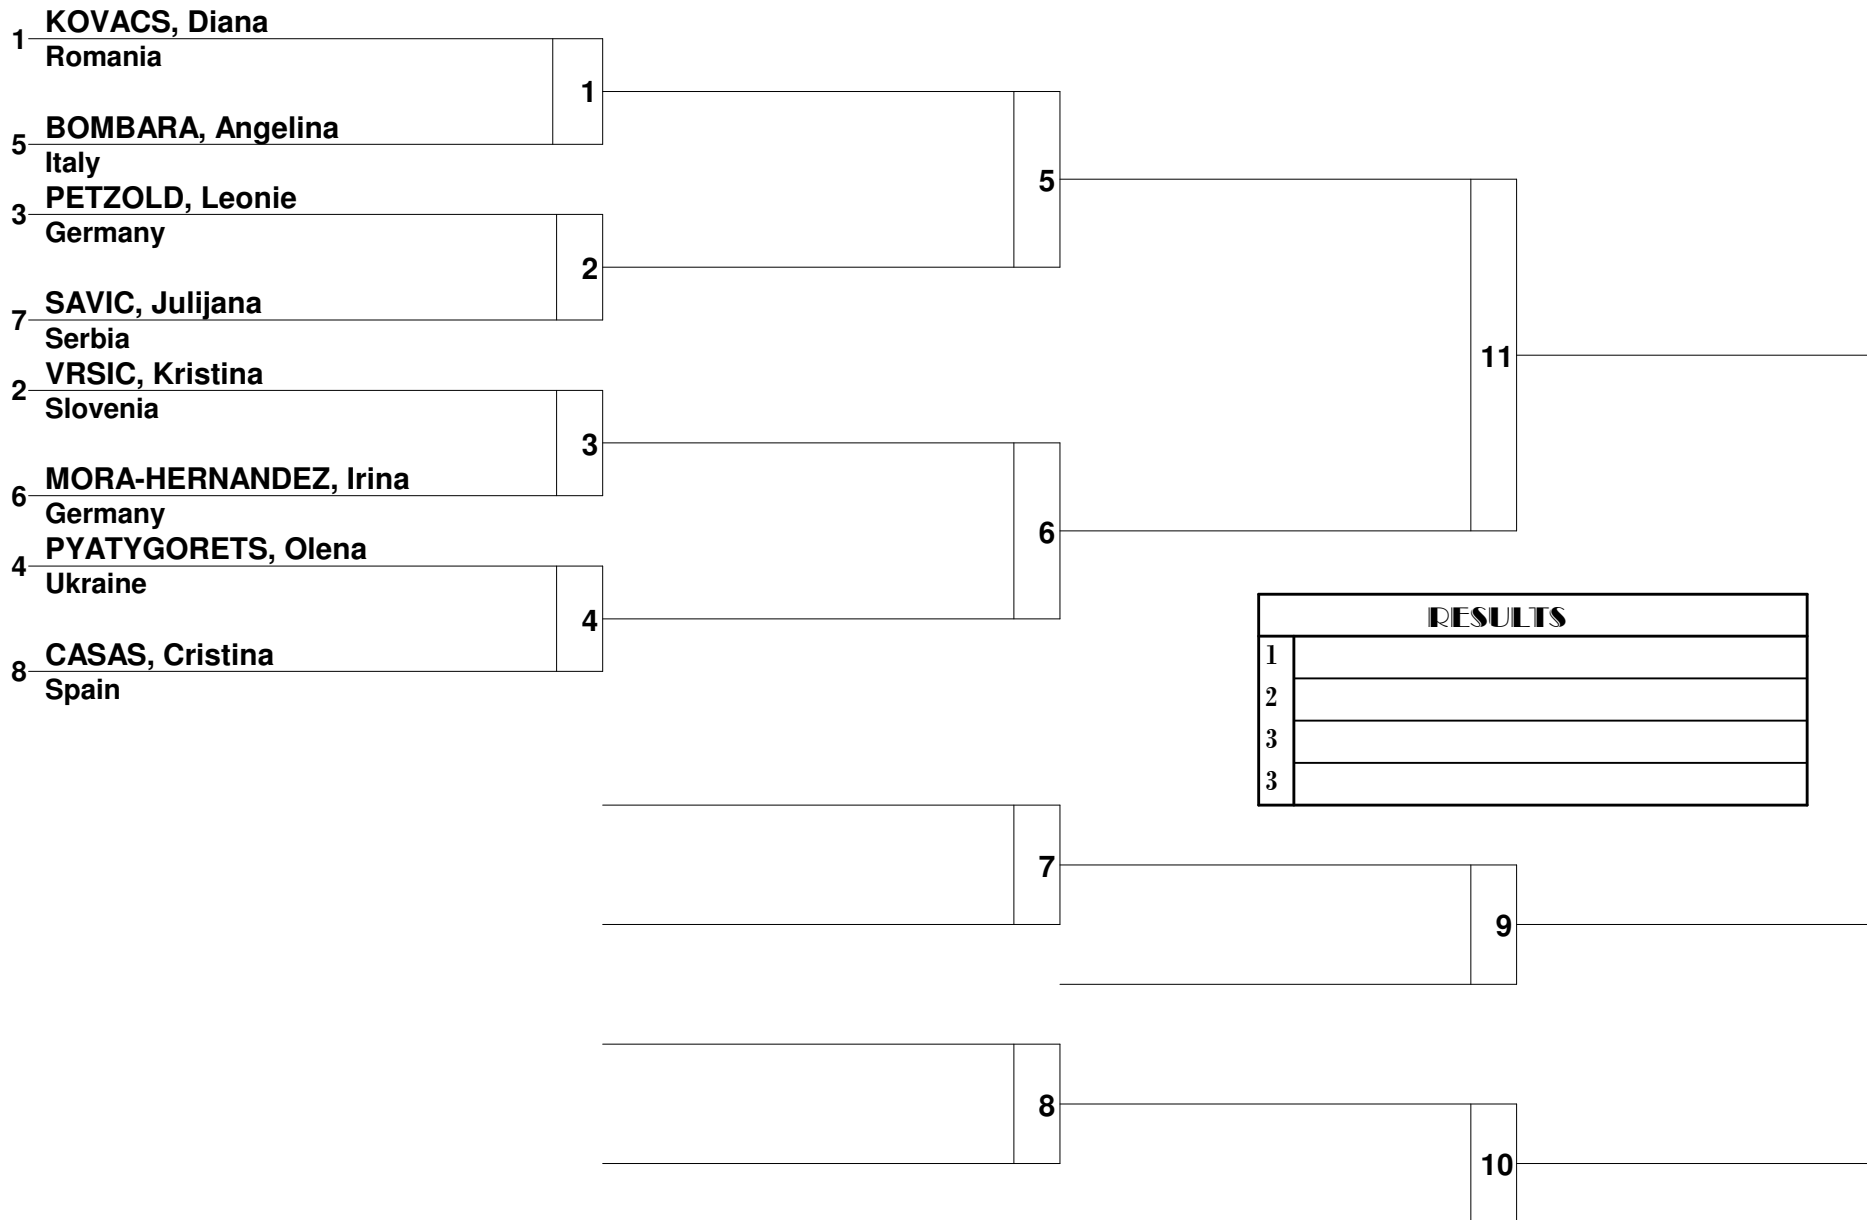 1 KOVACS, Diana
Romania
1
5 BOMBARA, Angelina
Italy
5
3 PETZOLD, Leonie
Germany
2
7 SAVIC, Julijana
Serbia
11
2 VRSIC, Kristina
Slovenia
3
6 MORA-HERNANDEZ, Irina
Germany
6
4 PYATYGORETS, Olena
Ukraine
4
8 CASAS, Cristina
Spain
RESULTS
1
2
3
3
7
9
8
10